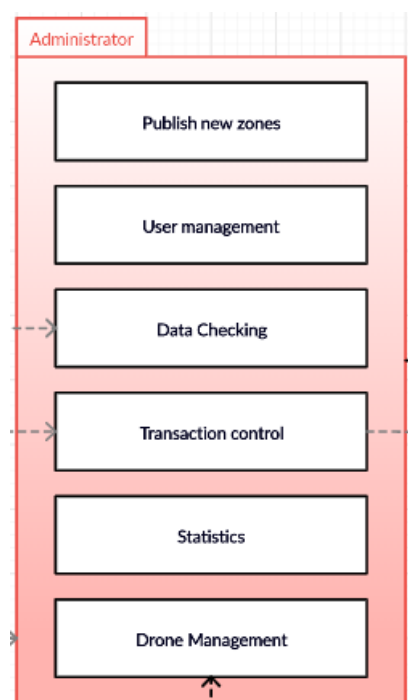 Administrator
Publish new zones
User management
Data Checking
Transaction control
Statistics
Drone Management